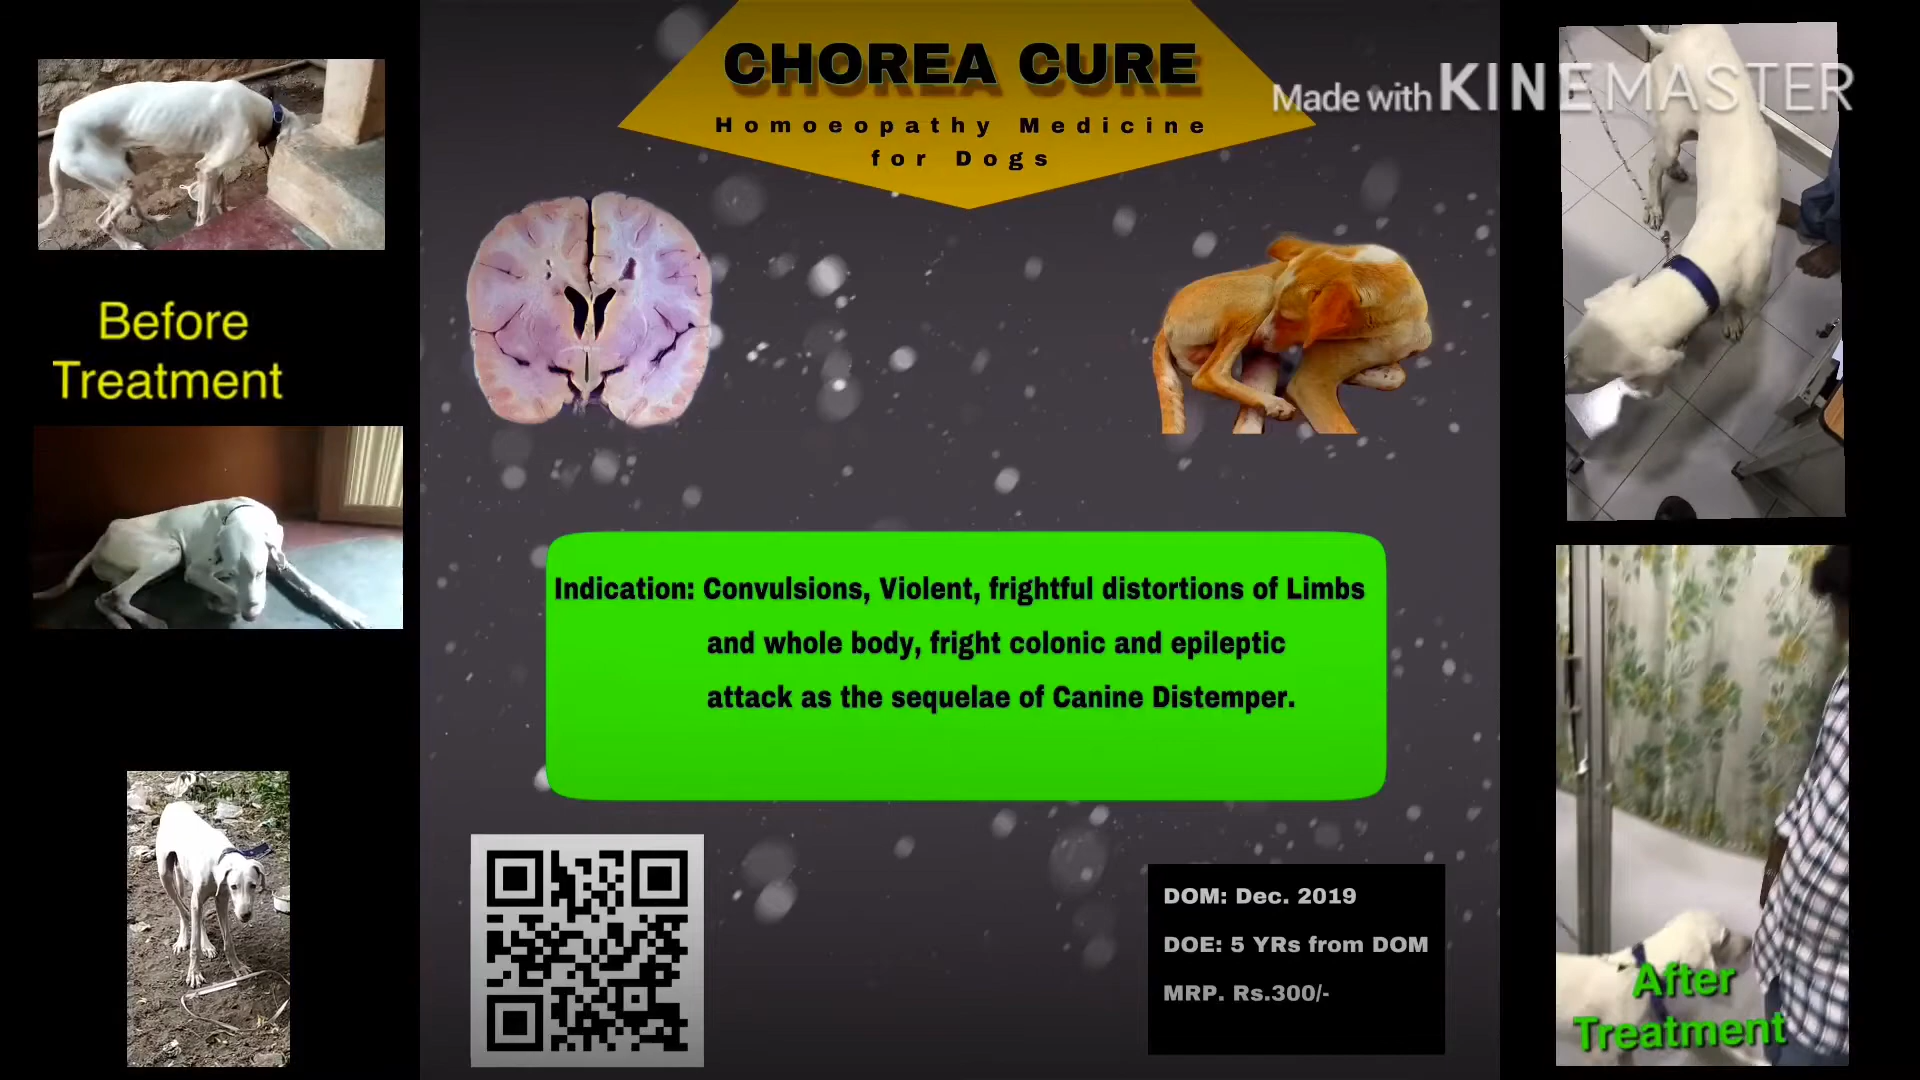 CHOREA CURE
Homoeopathy Medicine
for Dogs
Made with KINEMASTER
Before
Treatment
Indication: Convulsions, Violent, frightful distortions of Limbs
and whole body, fright colonic and epileptic
attack as the sequelae of Canine Distemper.
DOM: Dec. 2019
DOE: 5 YRs from DOM
MRP. Rs.300/-
After
Treatment